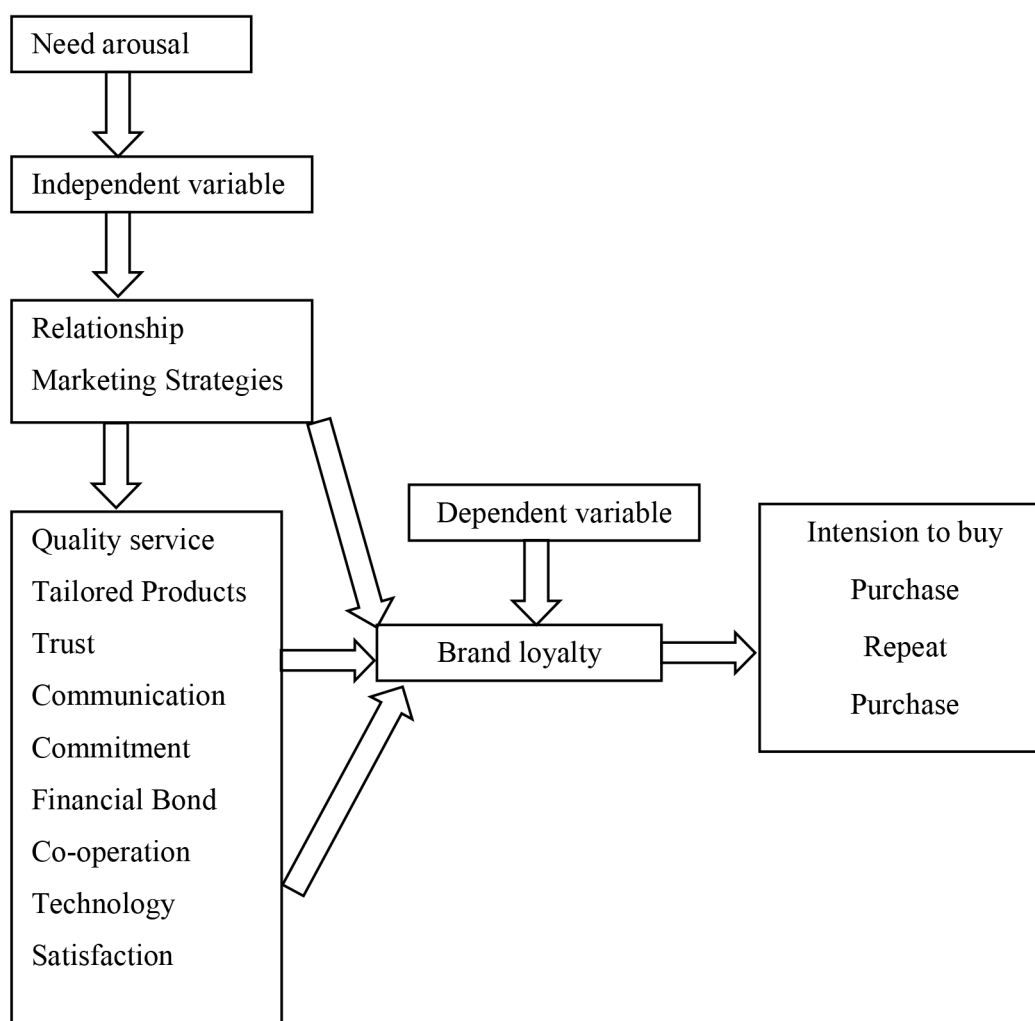 Need arousal
Independent variable
Relationship
Marketing Strategies
Quality service
Tailored Products
Trust
Communication
Commitment
Financial Bond
Co-operation
Technology
Satisfaction
Dependent variable
Brand loyalty
Intension to buy
Purchase
Repeat
Purchase